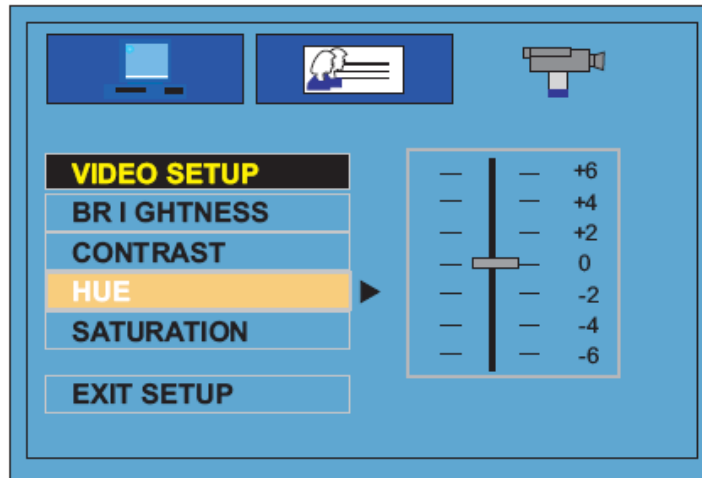 VIDEO SETUP
BR I GHTNESS
CONTRAST
HUE
SATURATION
EXIT SETUP
+6
+4
+2
0
-2
-4
-6